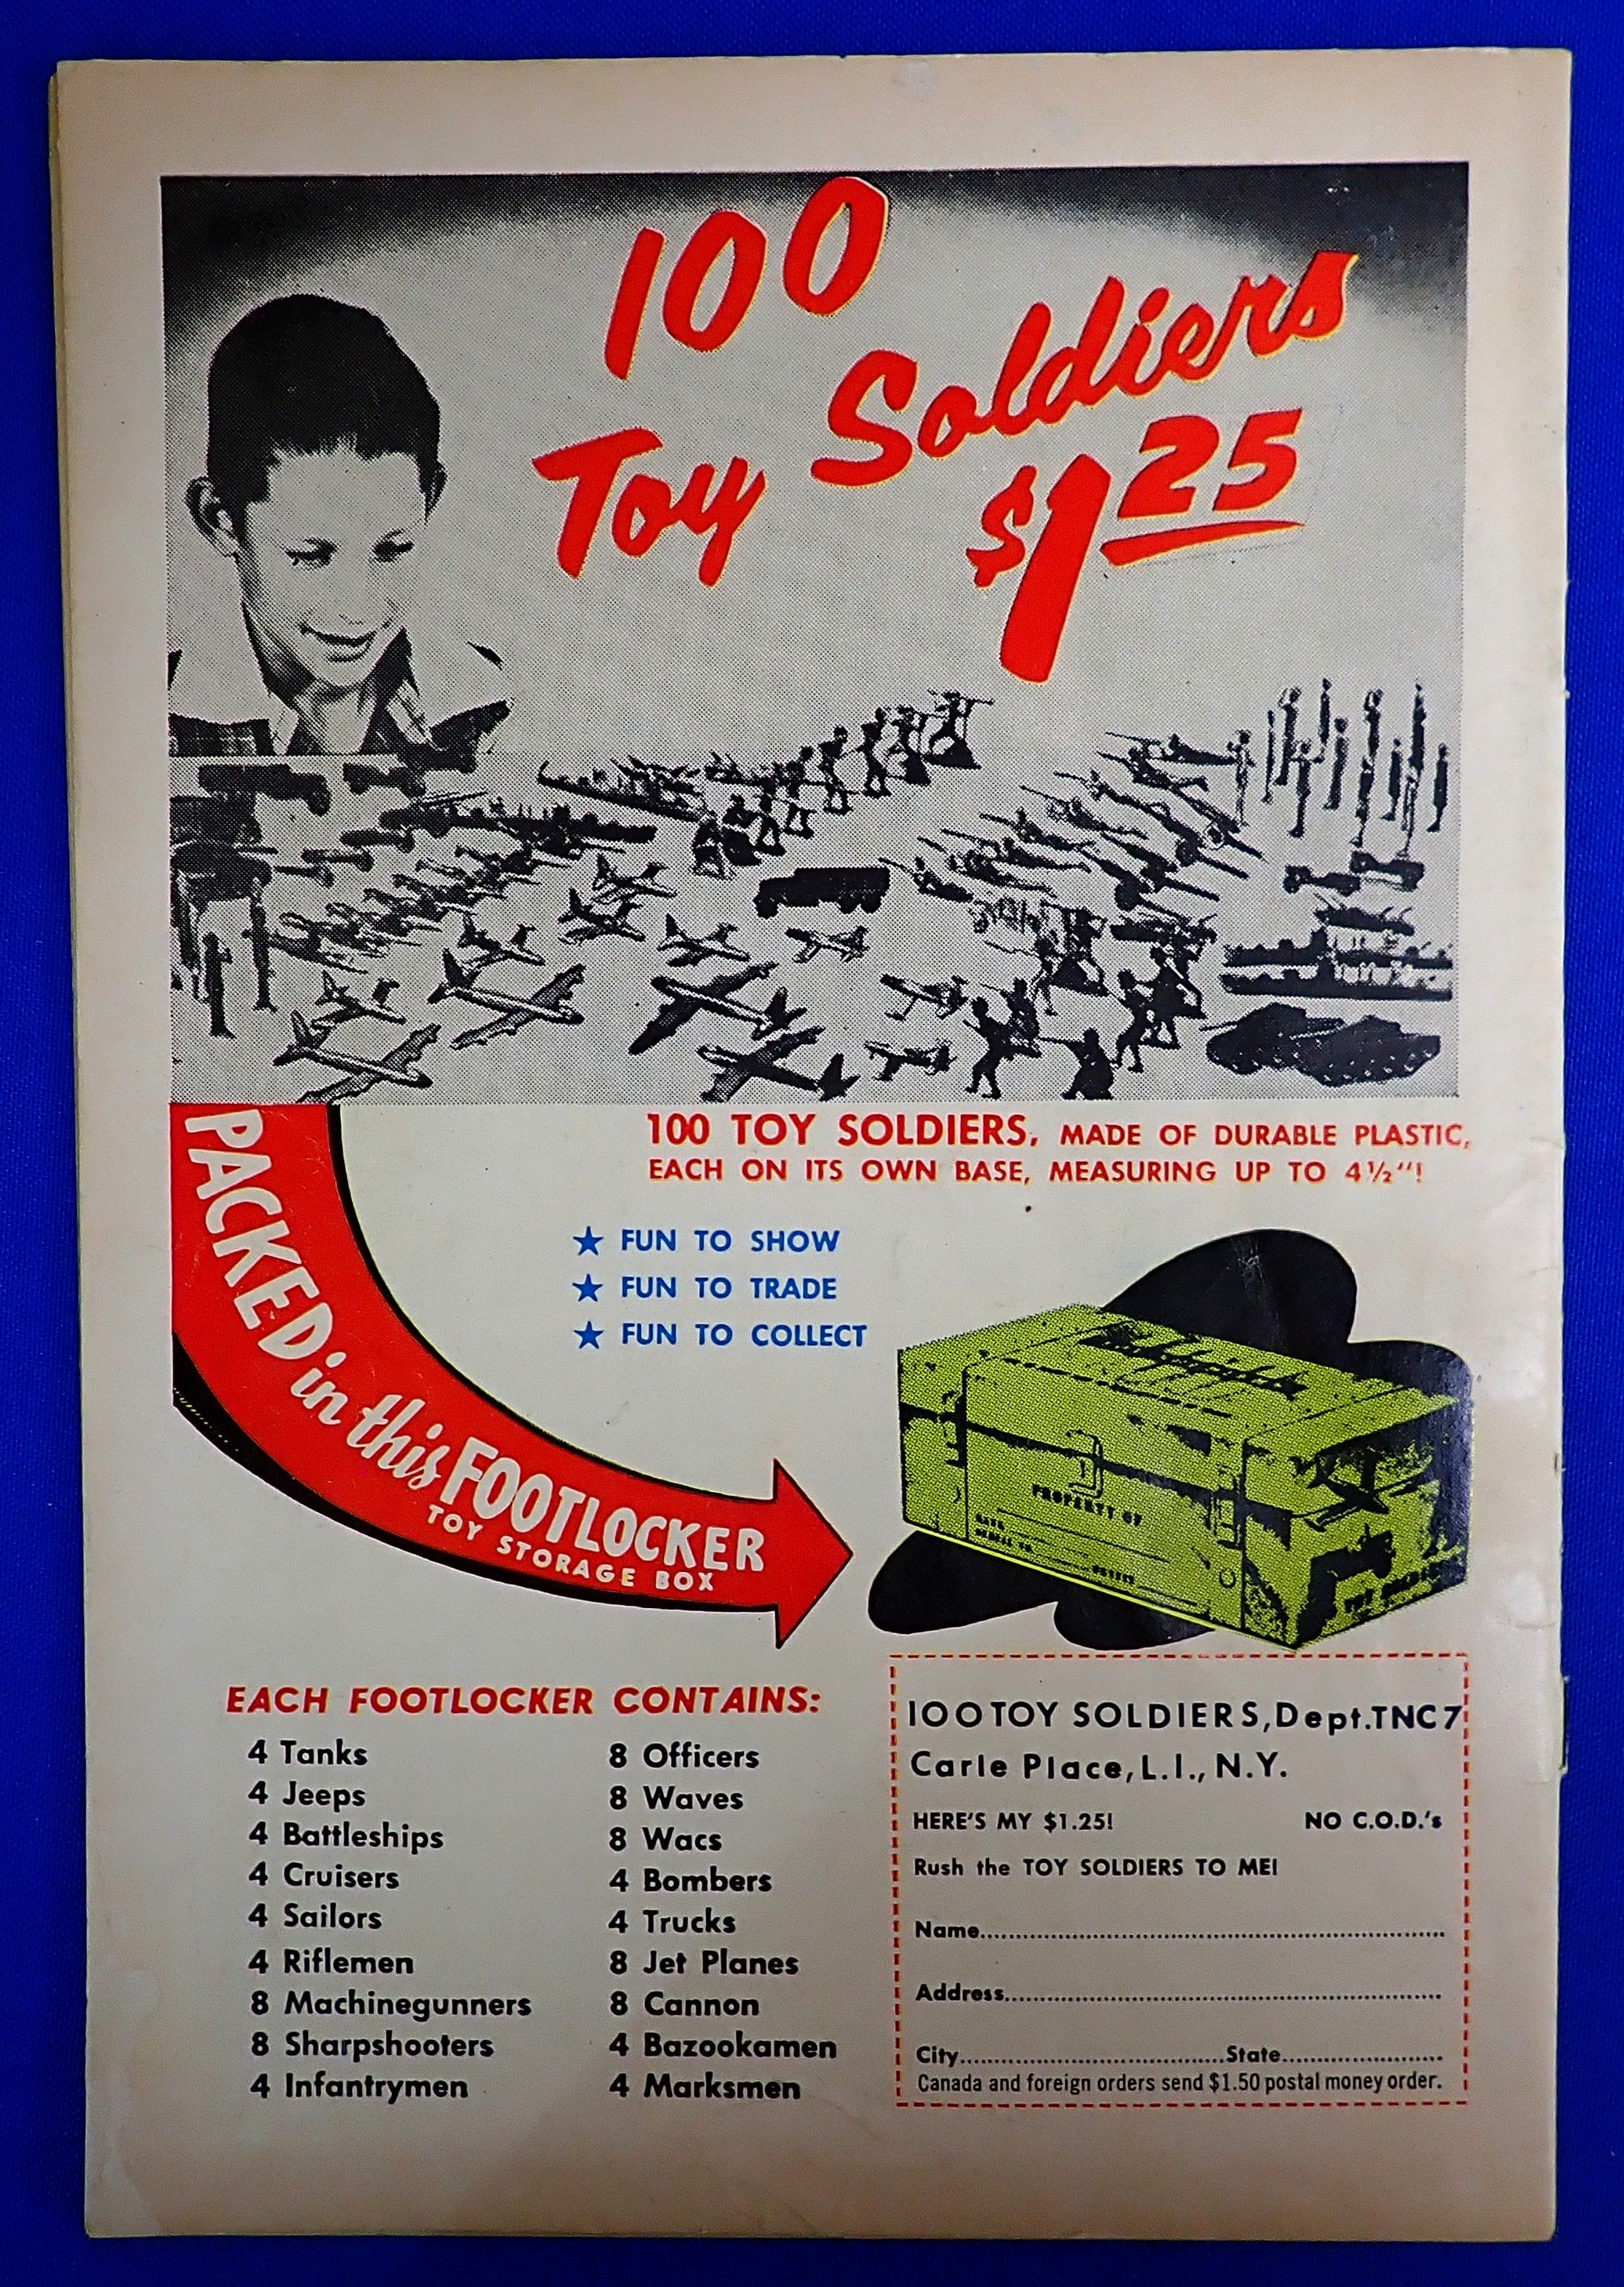 100
Toy Soldiers
$1 25
100 TOY SOLDIERS, MADE OF DURABLE PLASTIC,
EACH ON ITS OWN BASE, MEASURING UP TO 4½"!
★ FUN TO SHOW
★ FUN TO TRADE
★ FUN TO COLLECT
PACKED in this FOOTLOCKER
TOY STORAGE BOX
PROPERTY OF
EACH FOOTLOCKER CONTAINS:
4 Tanks
4 Jeeps
4 Battleships
4 Cruisers
4 Sailors
4 Riflemen
8 Machinegunners
8 Sharpshooters
4 Infantrymen
8 Officers
8 Waves
8 Wacs
4 Bombers
4 Trucks
8 Jet Planes
8 Cannon
4 Bazookamen
4 Marksmen
100 TOY SOLDIERS, Dept. TNC 7
Carle Place, L.I., N.Y.
HERE'S MY $1.25! NO C.O.D.'s
Rush the TOY SOLDIERS TO ME!
Name
Address
City State
Canada and foreign orders send $1.50 postal money order.